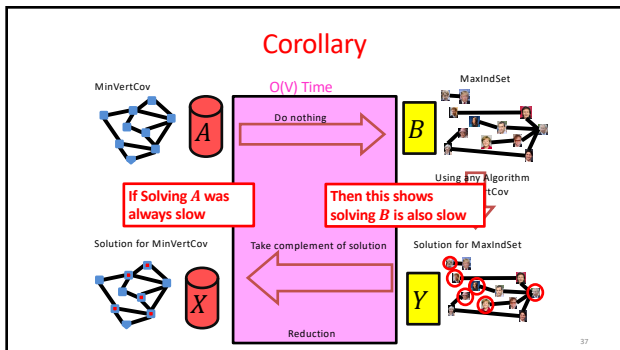 Corollary
MinVertCov
O(V) Time
MaxIndSet
A
Do nothing
B
Using any Algorithm
If Solving A was
always slow
Then this shows
solving B is also slow
Solution for MinVertCov
Take complement of solution
Solution for MaxIndSet
X
Y
Reduction
37